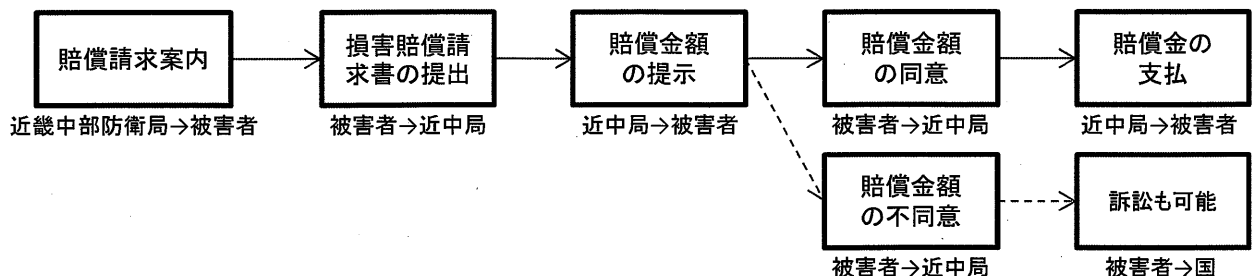 賠償請求案内
近畿中部防衛局→被害者
損害賠償請
求書の提出
被害者→近中局
賠償金額
の提示
近中局→被害者
賠償金額
の同意
被害者→近中局
賠償金の
支払
近中局→被害者
賠償金額
の不同意
被害者→近中局
訴訟も可能
被害者→国